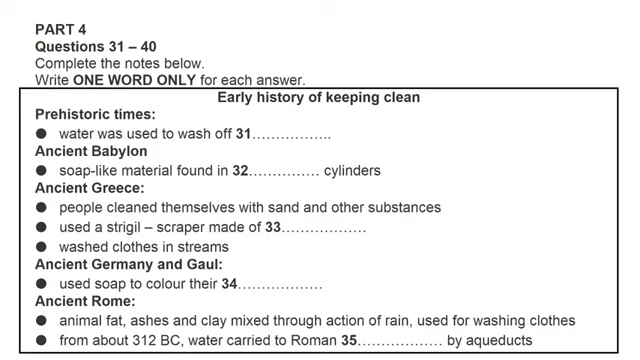 PART 4
Questions 31 – 40
Complete the notes below.
Write ONE WORD ONLY for each answer.
Early history of keeping clean
Prehistoric times:
● water was used to wash off 31……………..
Ancient Babylon
● soap-like material found in 32…………… cylinders
Ancient Greece:
● people cleaned themselves with sand and other substances
● used a strigil – scraper made of 33………………
● washed clothes in streams
Ancient Germany and Gaul:
● used soap to colour their 34………………
Ancient Rome:
● animal fat, ashes and clay mixed through action of rain, used for washing clothes
● from about 312 BC, water carried to Roman 35……………… by aqueducts